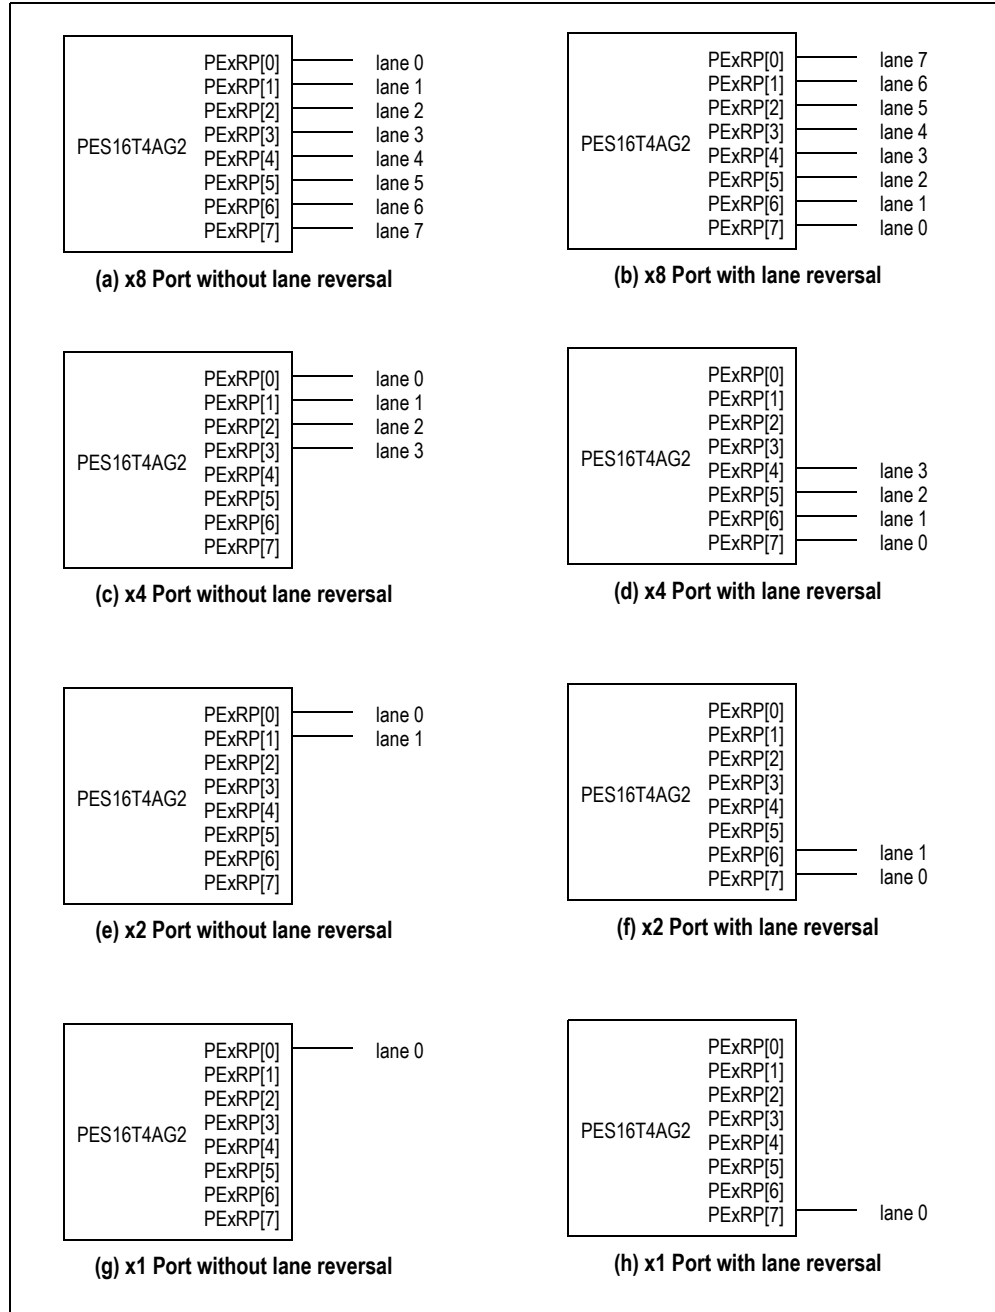 PES16T4AG2
PExRP[0] lane 0
PExRP[1] lane 1
PExRP[2] lane 2
PExRP[3] lane 3
PExRP[4] lane 4
PExRP[5] lane 5
PExRP[6] lane 6
PExRP[7] lane 7
(a) x8 Port without lane reversal
PES16T4AG2
PExRP[0] lane 7
PExRP[1] lane 6
PExRP[2] lane 5
PExRP[3] lane 4
PExRP[4] lane 3
PExRP[5] lane 2
PExRP[6] lane 1
PExRP[7] lane 0
(b) x8 Port with lane reversal
PES16T4AG2
PExRP[0] lane 0
PExRP[1] lane 1
PExRP[2] lane 2
PExRP[3] lane 3
PExRP[4]
PExRP[5]
PExRP[6]
PExRP[7]
(c) x4 Port without lane reversal
PES16T4AG2
PExRP[0]
PExRP[1]
PExRP[2]
PExRP[3]
PExRP[4] lane 3
PExRP[5] lane 2
PExRP[6] lane 1
PExRP[7] lane 0
(d) x4 Port with lane reversal
PES16T4AG2
PExRP[0] lane 0
PExRP[1] lane 1
PExRP[2]
PExRP[3]
PExRP[4]
PExRP[5]
PExRP[6]
PExRP[7]
(e) x2 Port without lane reversal
PES16T4AG2
PExRP[0]
PExRP[1]
PExRP[2]
PExRP[3]
PExRP[4]
PExRP[5]
PExRP[6] lane 1
PExRP[7] lane 0
(f) x2 Port with lane reversal
PES16T4AG2
PExRP[0] lane 0
PExRP[1]
PExRP[2]
PExRP[3]
PExRP[4]
PExRP[5]
PExRP[6]
PExRP[7]
(g) x1 Port without lane reversal
PES16T4AG2
PExRP[0]
PExRP[1]
PExRP[2]
PExRP[3]
PExRP[4]
PExRP[5]
PExRP[6]
PExRP[7] lane 0
(h) x1 Port with lane reversal